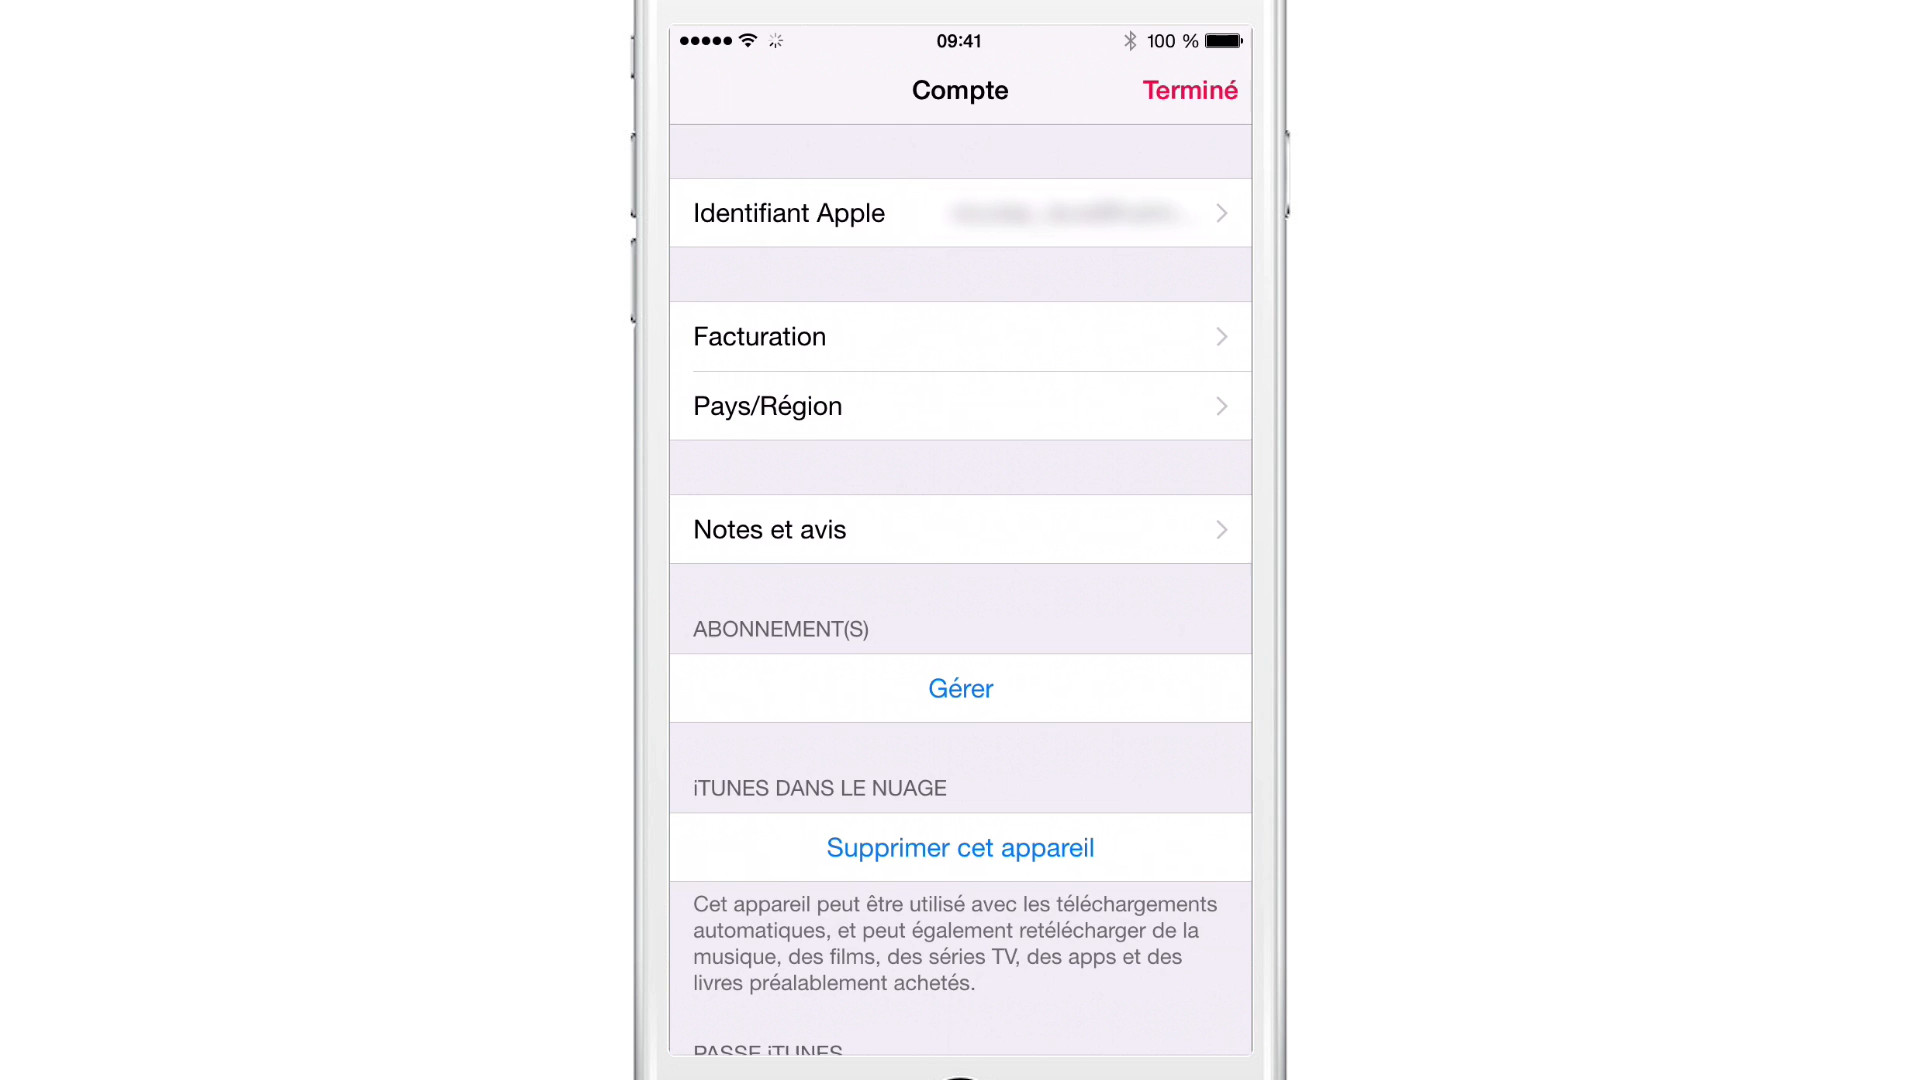 09:41
100 %
Compte
Terminé
Identifiant Apple
Facturation
Pays/Région
Notes et avis
ABONNEMENT(S)
Gérer
iTUNES DANS LE NUAGE
Supprimer cet appareil
Cet appareil peut être utilisé avec les téléchargements
automatiques, et peut également retélécharger de la
musique, des films, des séries TV, des apps et des
livres préalablement achetés.
PASSE iTUNES